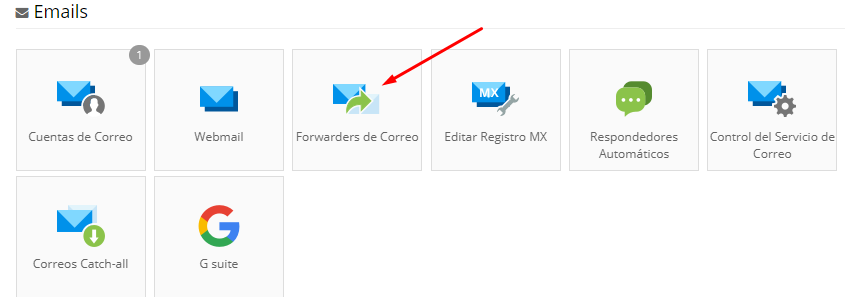 Emails
1
Cuentas de Correo
Webmail
Forwarders de Correo
MX
Editar Registro MX
Respondedores
Automáticos
Control del Servicio de
Correo
Correos Catch-all
G suite